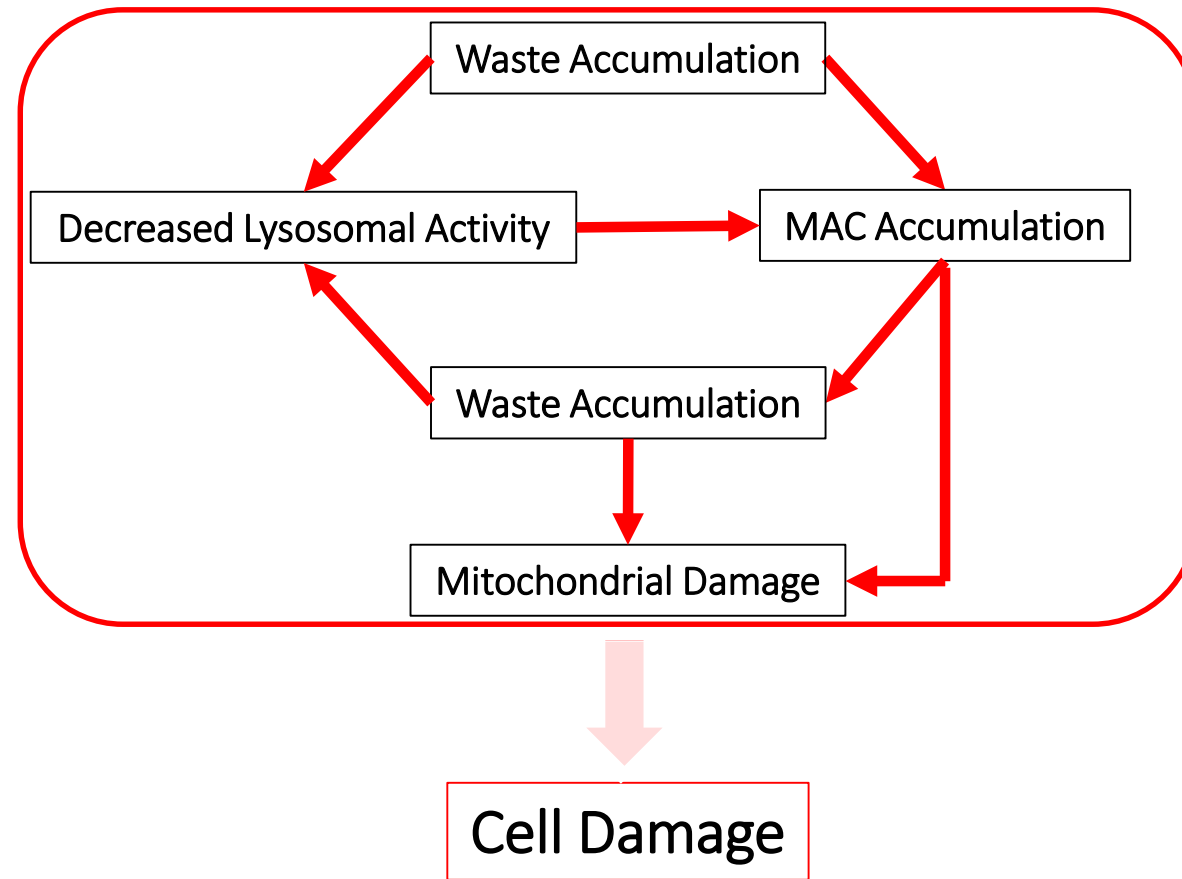 Waste Accumulation
Decreased Lysosomal Activity
MAC Accumulation
Waste Accumulation
Mitochondrial Damage
Cell Damage